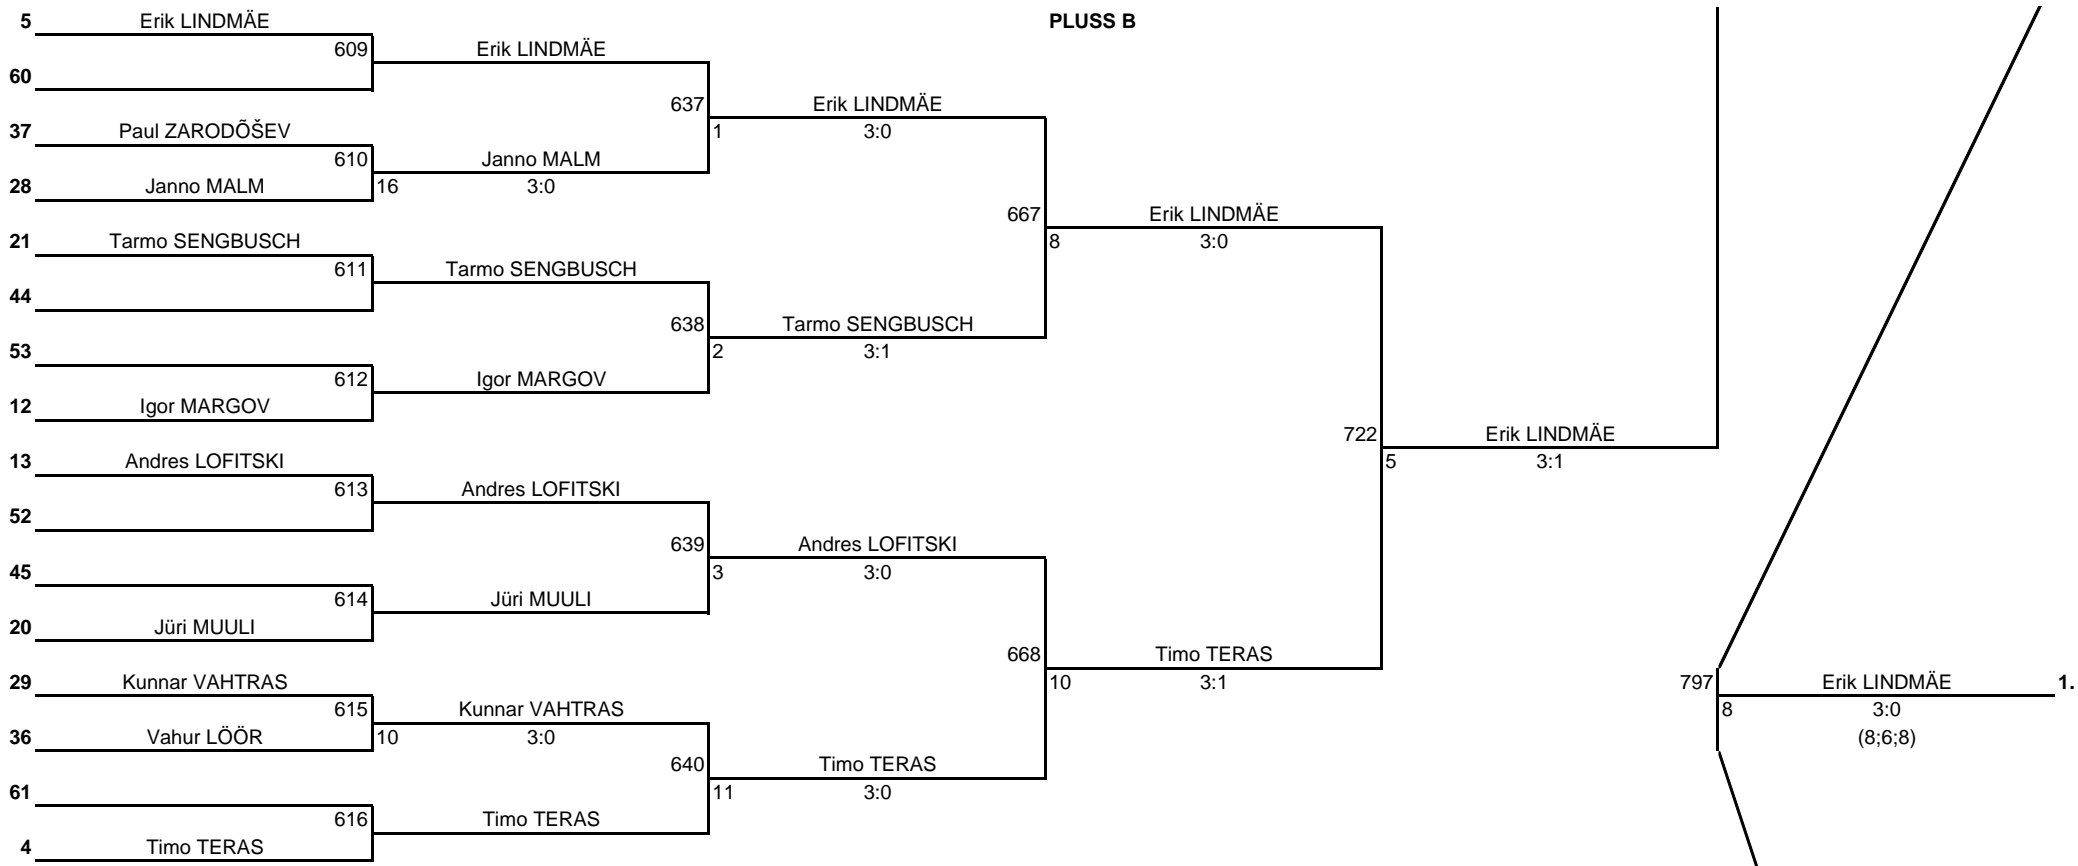 5 Erik LINDMÄE PLUSS B
609 Erik LINDMÄE
60
637 Erik LINDMÄE
37 Paul ZARODÕŠEV 1 3:0
610 Janno MALM
28 Janno MALM 16 3:0
667 Erik LINDMÄE
21 Tarmo SENGBUSCH 8 3:0
611 Tarmo SENGBUSCH
44
638 Tarmo SENGBUSCH
53 2 3:1
612 Igor MARGOV
12 Igor MARGOV
722 Erik LINDMÄE
13 Andres LOFITSKI 5 3:1
613 Andres LOFITSKI
52
639 Andres LOFITSKI
45 3 3:0
614 Jüri MUULI
20 Jüri MUULI
668 Timo TERAS
29 Kunnar VAHTRAS 10 3:1 797 Erik LINDMÄE 1.
615 Kunnar VAHTRAS 8 3:0
36 Vahur LÖÖR 10 3:0 (8;6;8)
640 Timo TERAS
61 11 3:0
616 Timo TERAS
4 Timo TERAS